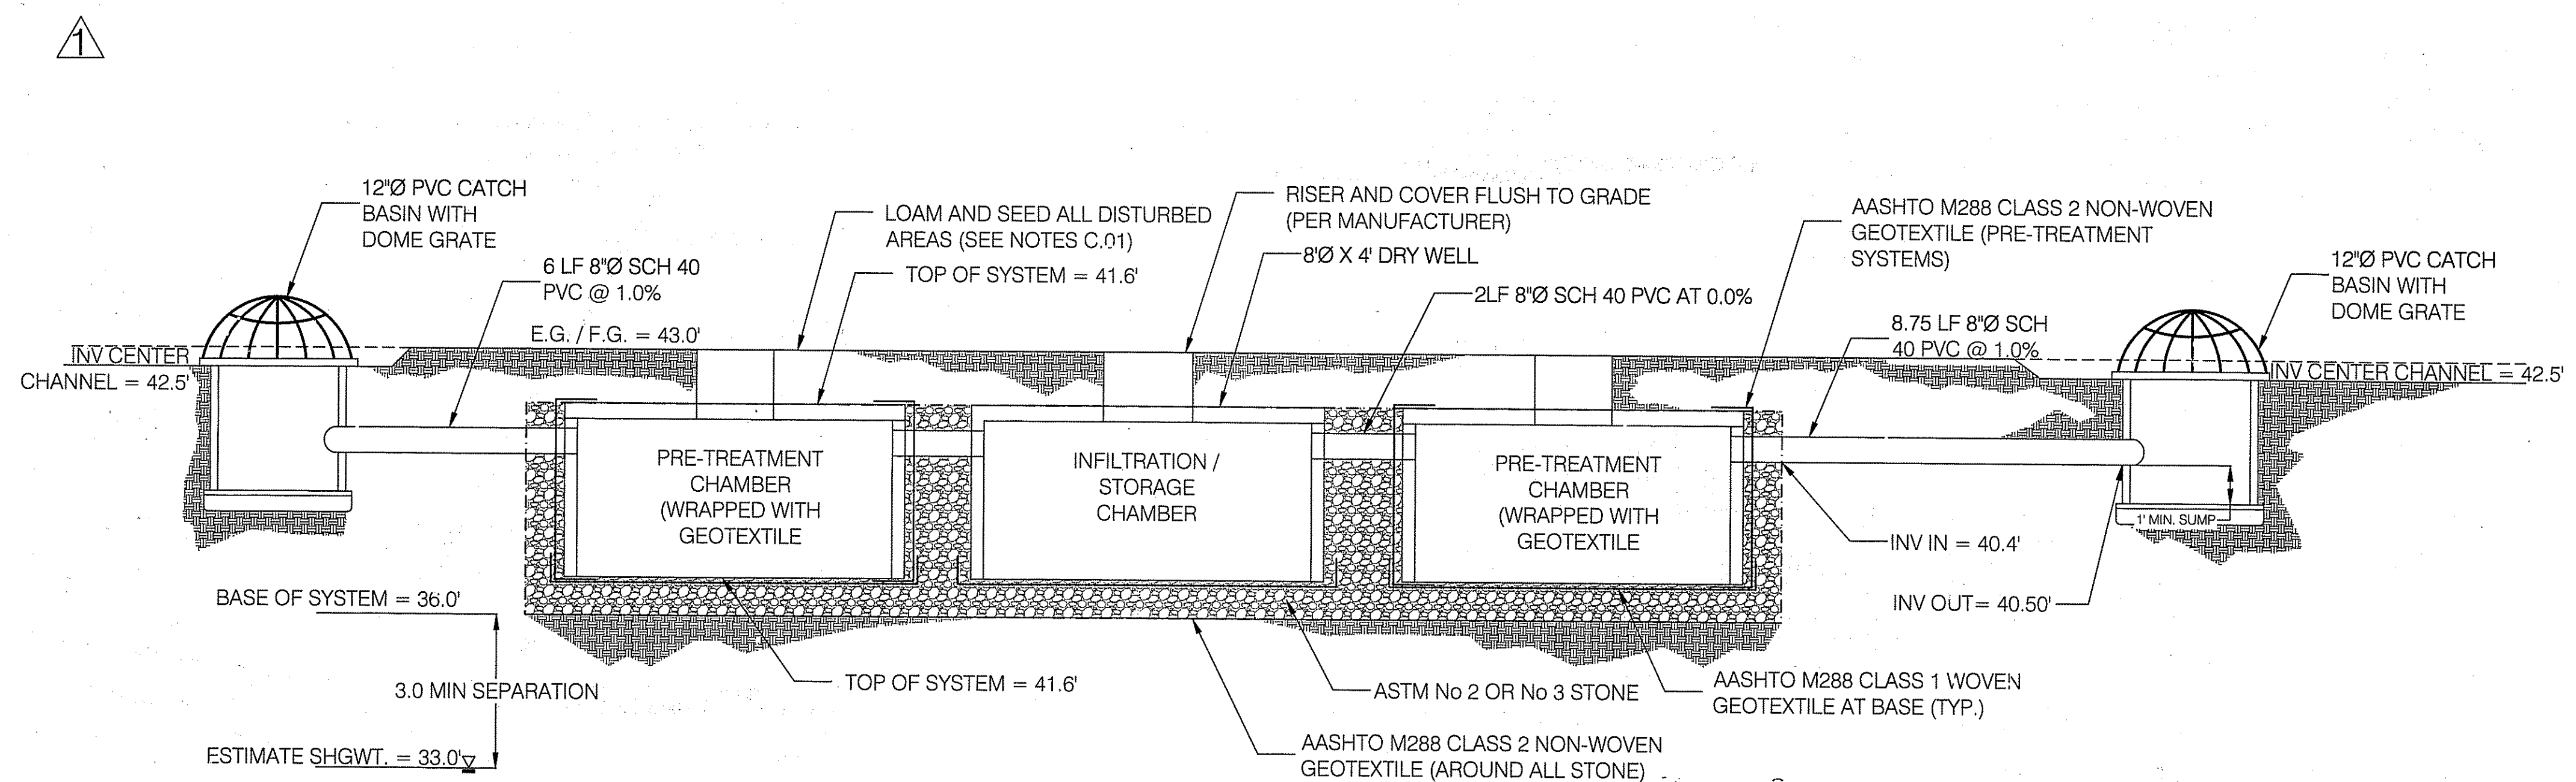 1
12"Ø PVC CATCH
BASIN WITH
DOME GRATE
6 LF 8"Ø SCH 40
PVC @ 1.0%
E.G. / F.G. = 43.0'
INV CENTER
CHANNEL = 42.5'
LOAM AND SEED ALL DISTURBED
AREAS (SEE NOTES C.01)
TOP OF SYSTEM = 41.6'
RISER AND COVER FLUSH TO GRADE
(PER MANUFACTURER)
8'Ø X 4' DRY WELL
2LF 8"Ø SCH 40 PVC AT 0.0%
AASHTO M288 CLASS 2 NON-WOVEN
GEOTEXTILE (PRE-TREATMENT
SYSTEMS)
8.75 LF 8"Ø SCH
40 PVC @ 1.0%
12"Ø PVC CATCH
BASIN WITH
DOME GRATE
INV CENTER CHANNEL = 42.5'
PRE-TREATMENT
CHAMBER
(WRAPPED WITH
GEOTEXTILE
INFILTRATION /
STORAGE
CHAMBER
PRE-TREATMENT
CHAMBER
(WRAPPED WITH
GEOTEXTILE
1' MIN. SUMP
INV IN = 40.4'
INV OUT= 40.50'
BASE OF SYSTEM = 36.0'
3.0 MIN SEPARATION
ESTIMATE SHGWT. = 33.0'
TOP OF SYSTEM = 41.6'
ASTM No 2 OR No 3 STONE
AASHTO M288 CLASS 1 WOVEN
GEOTEXTILE AT BASE (TYP.)
AASHTO M288 CLASS 2 NON-WOVEN
GEOTEXTILE (AROUND ALL STONE)